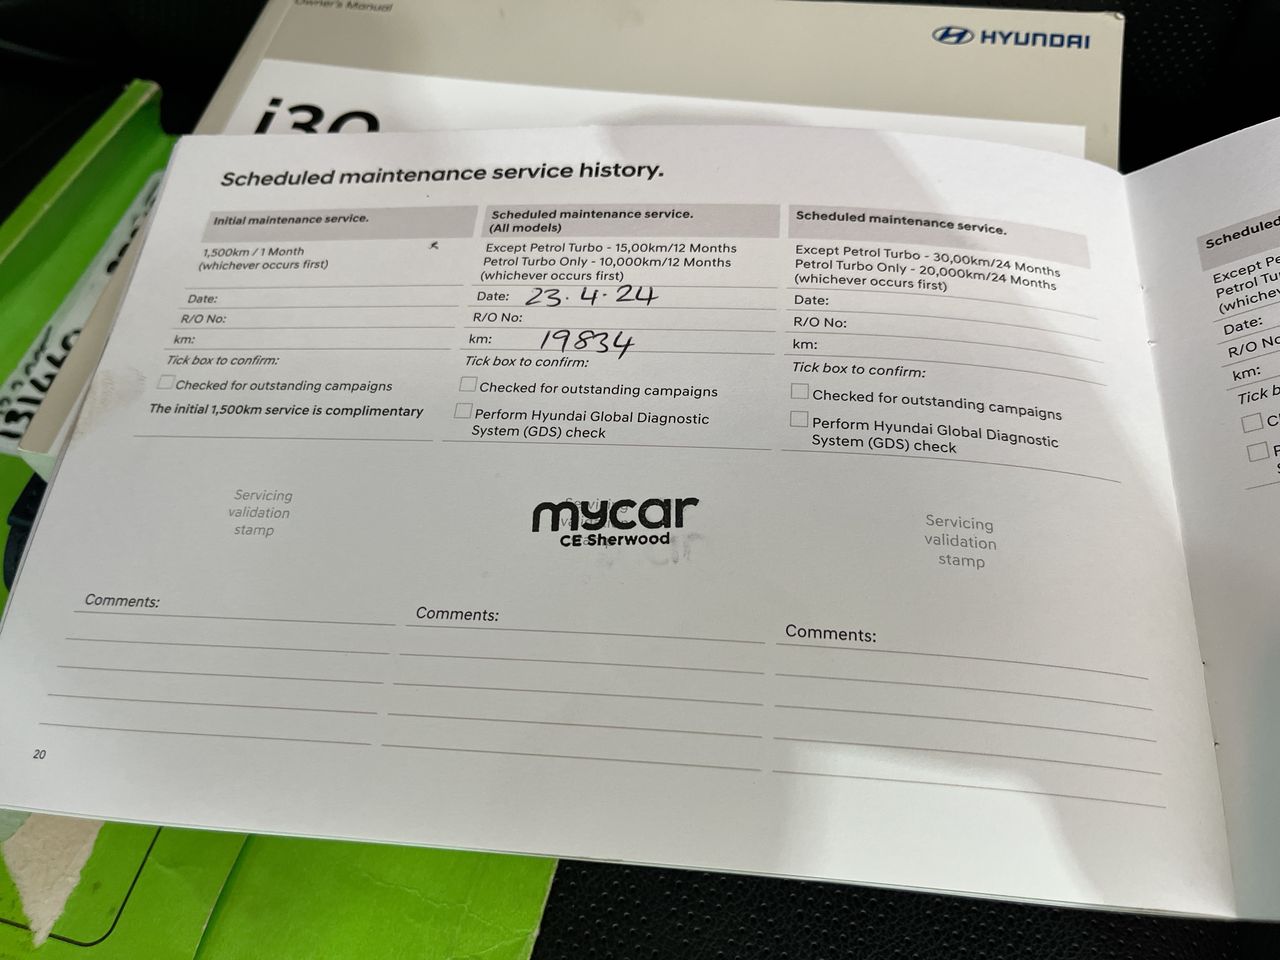 Owner's Manual
HYUNDAI
i30
Scheduled maintenance service history.
Initial maintenance service.
1,500km / 1 Month
(whichever occurs first)
Date:
R/O No:
km:
Tick box to confirm:
Checked for outstanding campaigns
The initial 1,500km service is complimentary
Servicing
validation
stamp
Comments:
Scheduled maintenance service.
(All models)
Except Petrol Turbo - 15,00km/12 Months
Petrol Turbo Only - 10,000km/12 Months
(whichever occurs first)
Date: 23.4.24
R/O No:
km: 19834
Tick box to confirm:
Checked for outstanding campaigns
Perform Hyundai Global Diagnostic
System (GDS) check
mycar
CE Sherwood
Comments:
Scheduled maintenance service.
Except Petrol Turbo - 30,00km/24 Months
Petrol Turbo Only - 20,000km/24 Months
(whichever occurs first)
Date:
R/O No:
km:
Tick box to confirm:
Checked for outstanding campaigns
Perform Hyundai Global Diagnostic
System (GDS) check
Servicing
validation
stamp
Comments:
20
Scheduled
Except
Petrol
Date:
R/O
km:
Tick